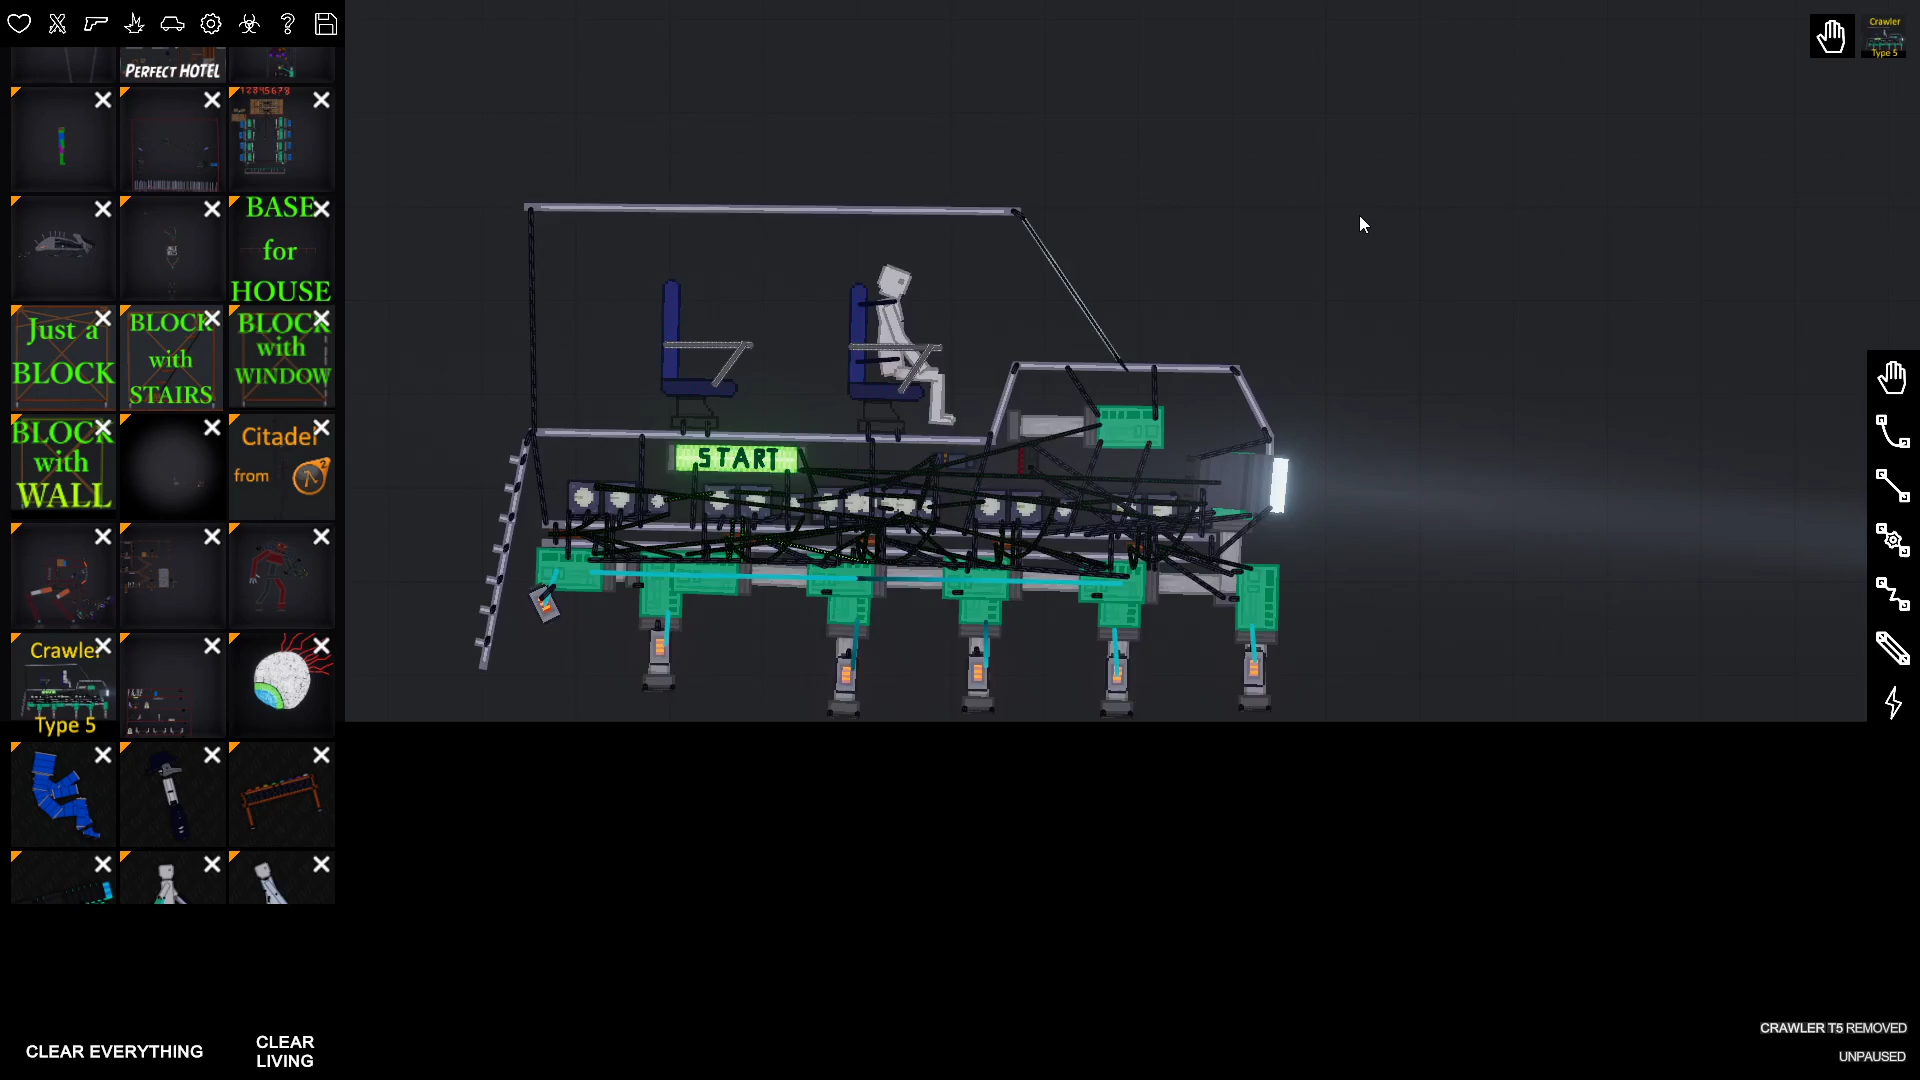 PERFECT HOTEL
12345678
BASE
for
HOUSE
Just a
BLOCK
BLOCK
with
STAIRS
BLOCK
with
WINDOW
BLOCK
with
WALL
Citadel
from
2
Crawler
Type 5
START
Crawler
Type 5
CLEAR EVERYTHING
CLEAR
LIVING
CRAWLER T5 REMOVED
UNPAUSED